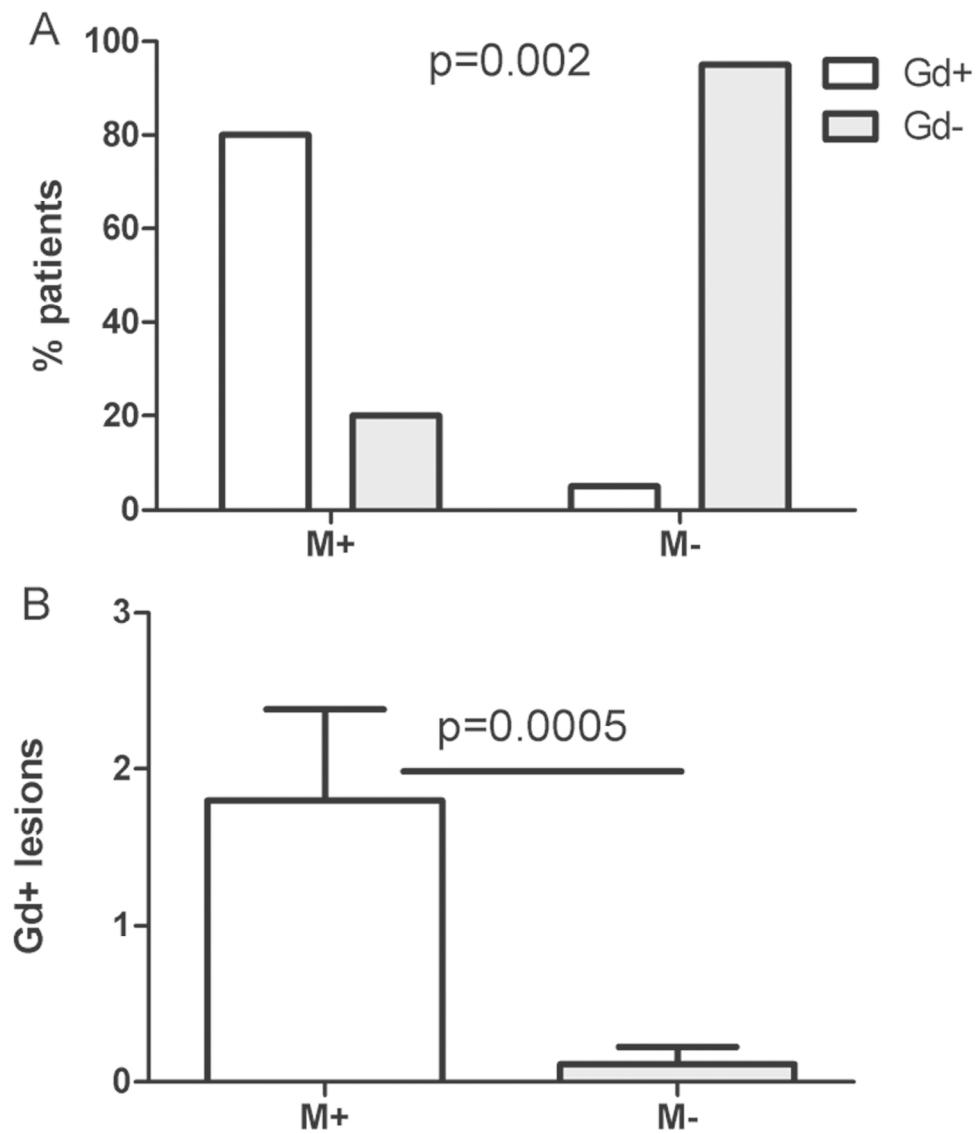 A
p=0.002
Gd+
Gd-
% patients
100
80
60
40
20
0
M+
M-
B
p=0.0005
Gd+ lesions
3
2
1
0
M+
M-